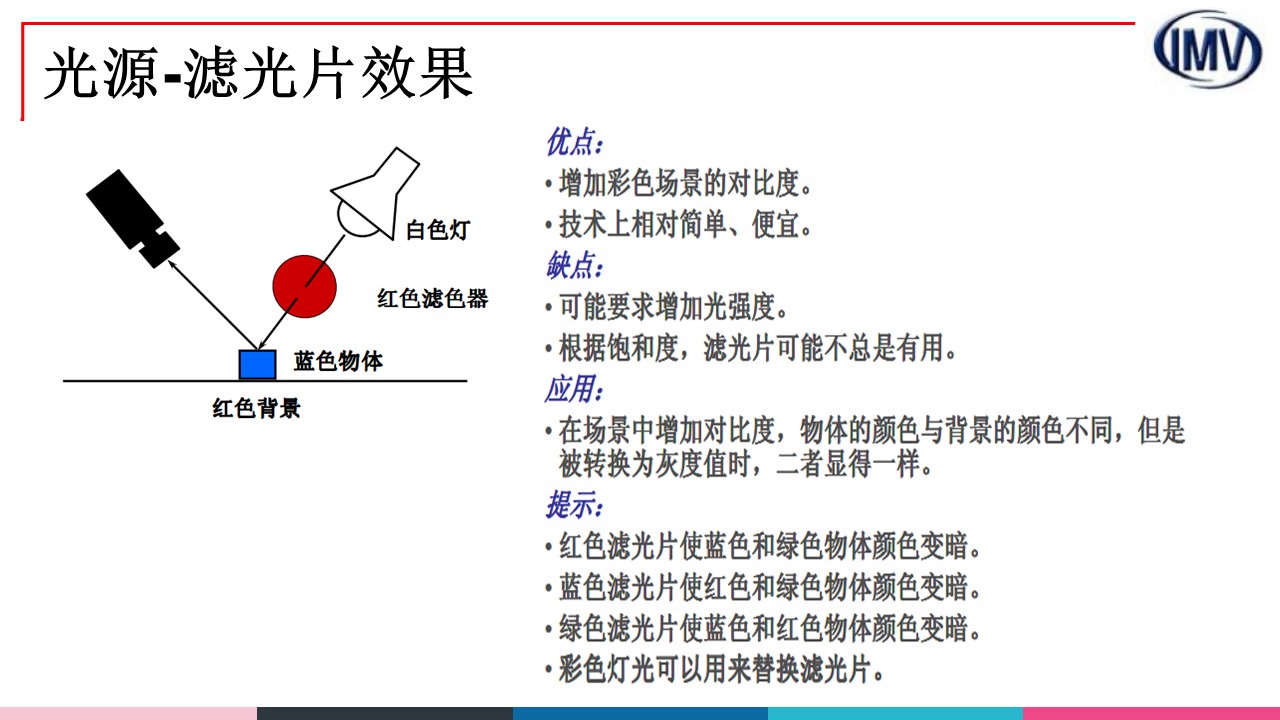 光源-滤光片效果
IMV
白色灯
红色滤色器
蓝色物体
红色背景
优点：
• 增加彩色场景的对比度。
• 技术上相对简单、便宜。
缺点：
• 可能要求增加光强度。
• 根据饱和度，滤光片可能不总是有用。
应用：
• 在场景中增加对比度，物体的颜色与背景的颜色不同，但是
被转换为灰度值时，二者显得一样。
提示：
• 红色滤光片使蓝色和绿色物体颜色变暗。
• 蓝色滤光片使红色和绿色物体颜色变暗。
• 绿色滤光片使蓝色和红色物体颜色变暗。
• 彩色灯光可以用来替换滤光片。